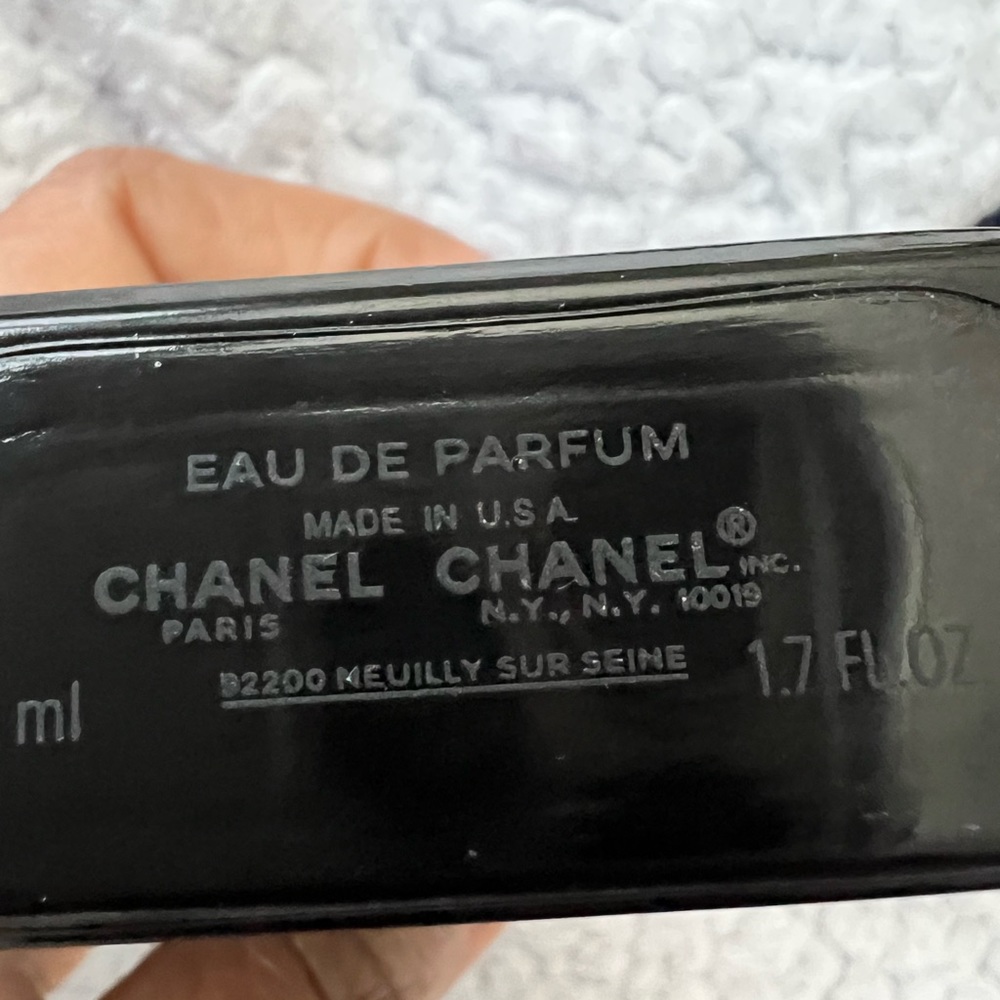 EAU DE PARFUM
MADE IN U.S.A.
CHANEL CHANEL® INC.
PARIS N.Y., N.Y. 10019
92200 NEUILLY SUR SEINE
ml 1.7 FL. OZ